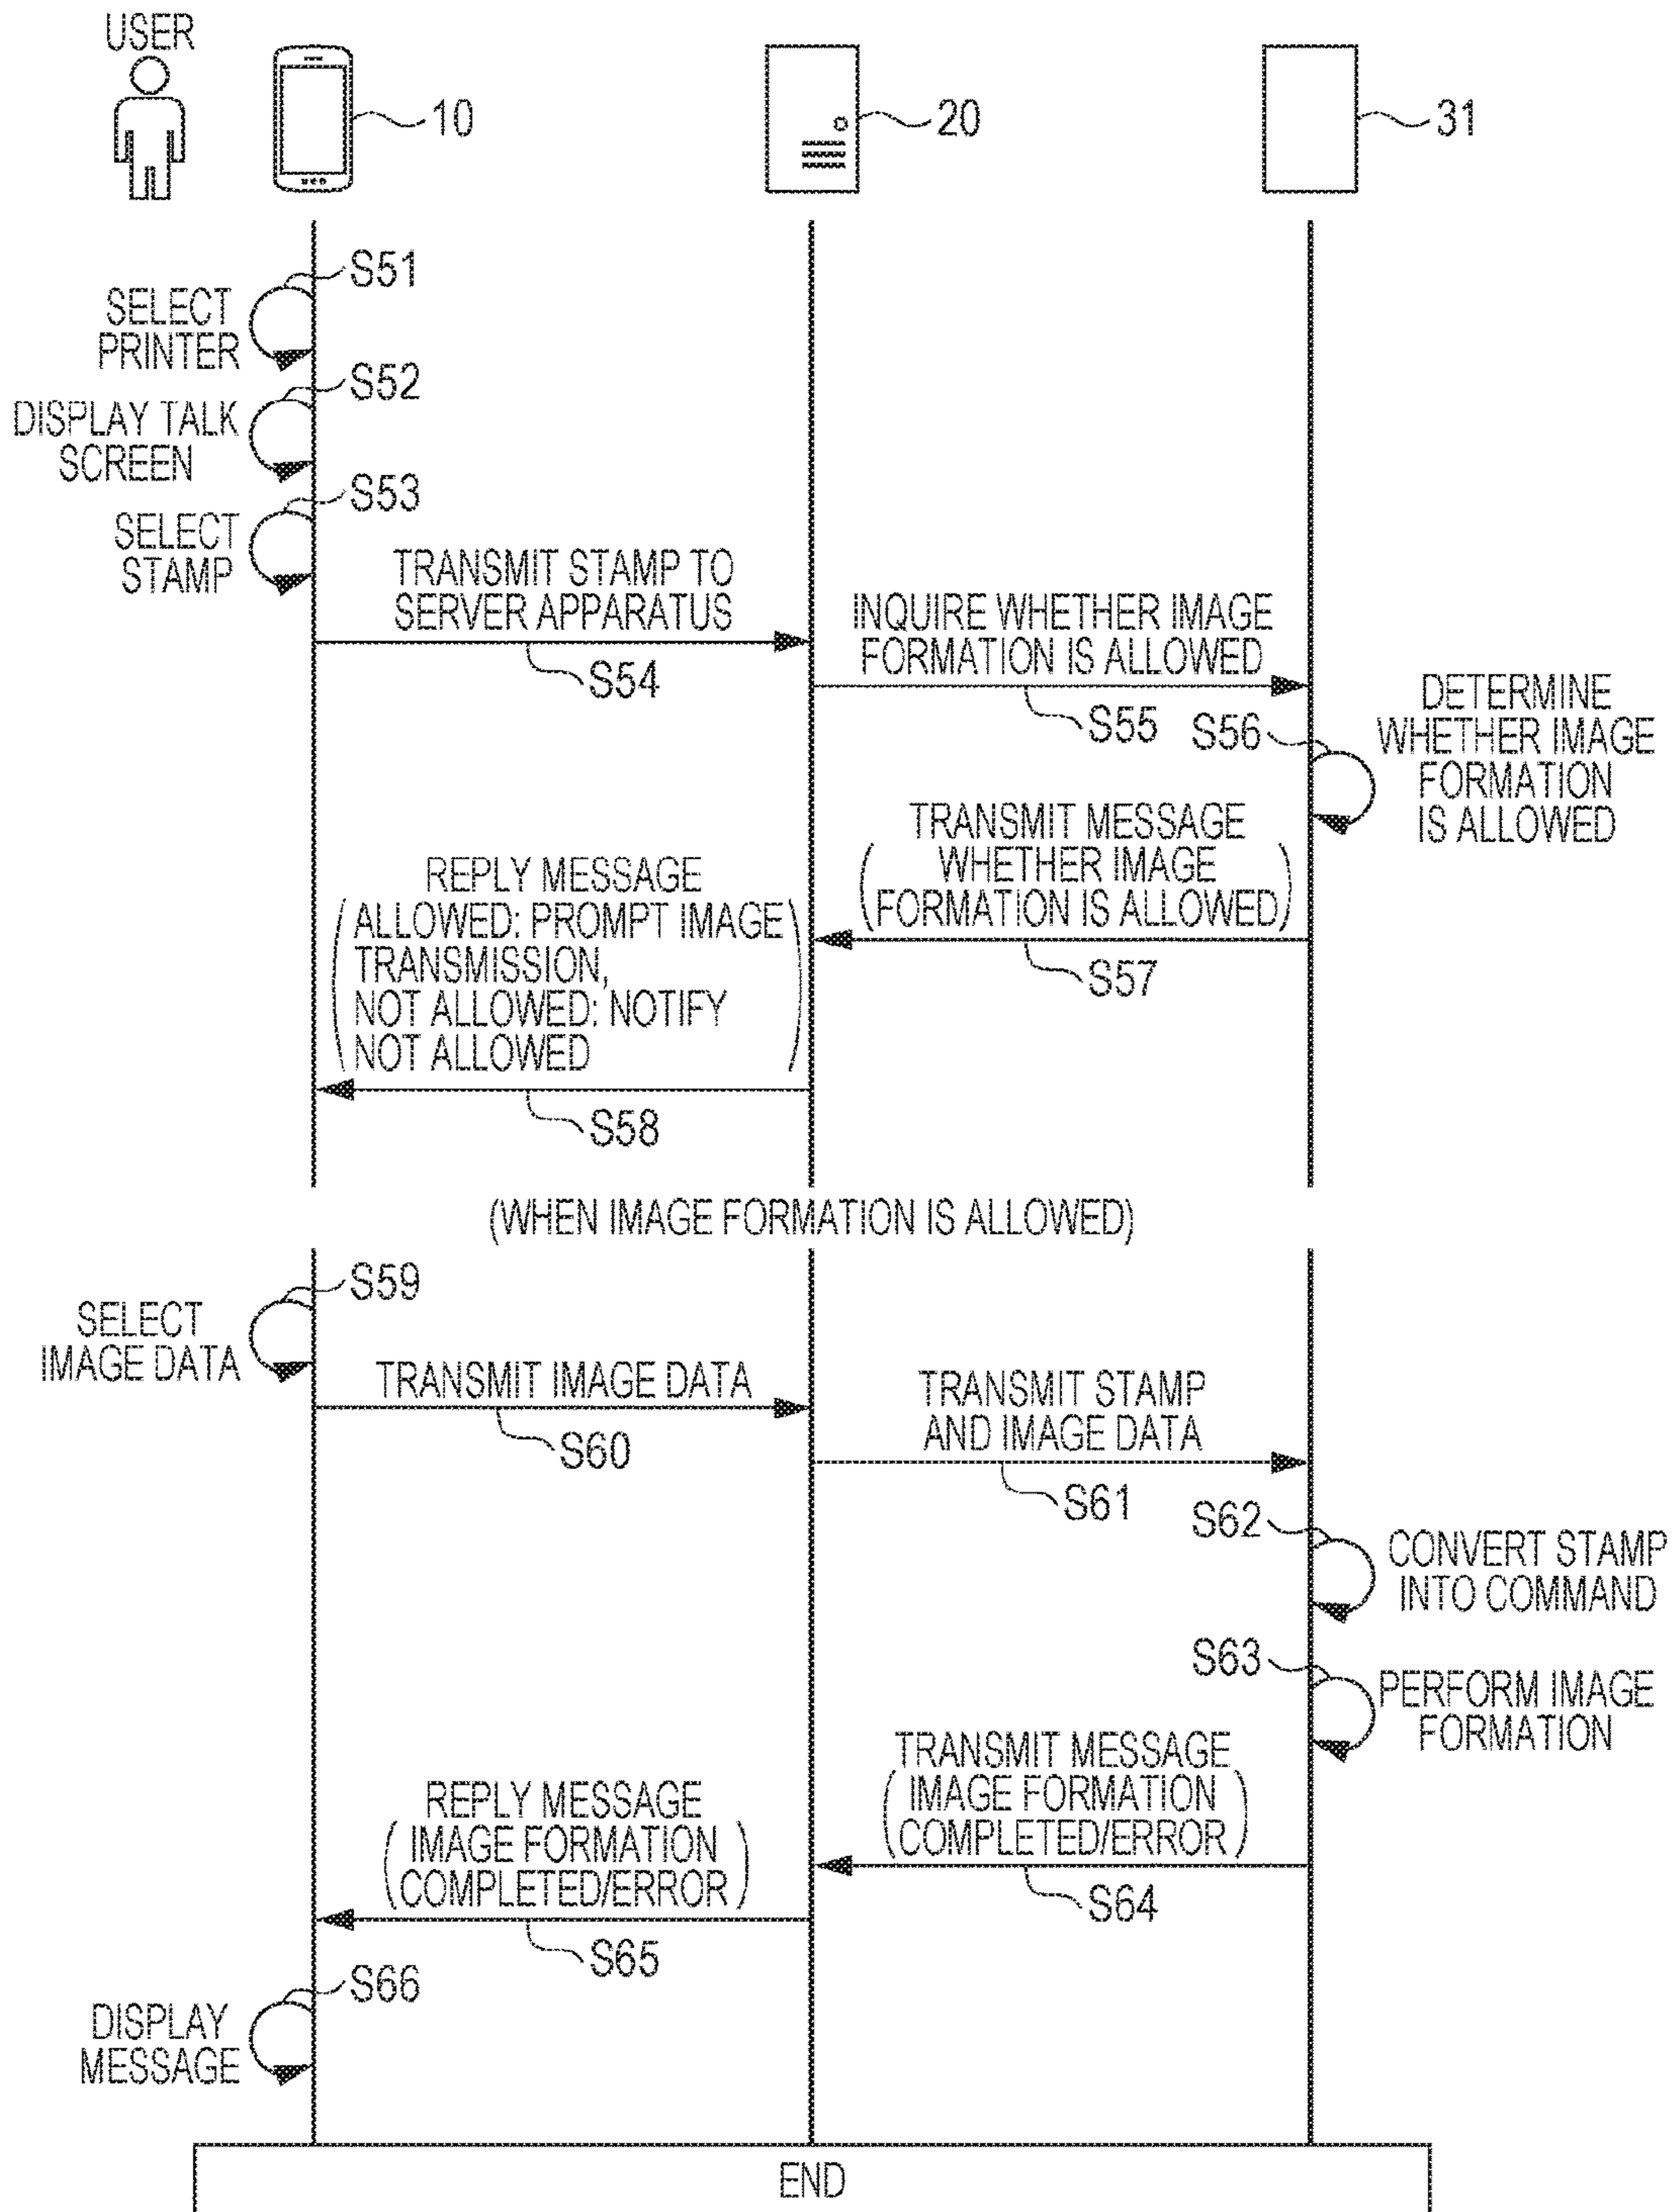 USER
10
20
31
S51
SELECT
PRINTER
S52
DISPLAY TALK
SCREEN
S53
SELECT
STAMP
TRANSMIT STAMP TO
SERVER APPARATUS
S54
INQUIRE WHETHER IMAGE
FORMATION IS ALLOWED
S55
S56
DETERMINE
WHETHER IMAGE
FORMATION
IS ALLOWED
TRANSMIT MESSAGE
(WHETHER IMAGE
FORMATION IS ALLOWED)
S57
REPLY MESSAGE
(ALLOWED: PROMPT IMAGE
TRANSMISSION,
NOT ALLOWED: NOTIFY
NOT ALLOWED)
S58
(WHEN IMAGE FORMATION IS ALLOWED)
S59
SELECT
IMAGE DATA
TRANSMIT IMAGE DATA
S60
TRANSMIT STAMP
AND IMAGE DATA
S61
S62
CONVERT STAMP
INTO COMMAND
S63
PERFORM IMAGE
FORMATION
TRANSMIT MESSAGE
(IMAGE FORMATION
COMPLETED/ERROR)
S64
REPLY MESSAGE
(IMAGE FORMATION
COMPLETED/ERROR)
S65
S66
DISPLAY
MESSAGE
END